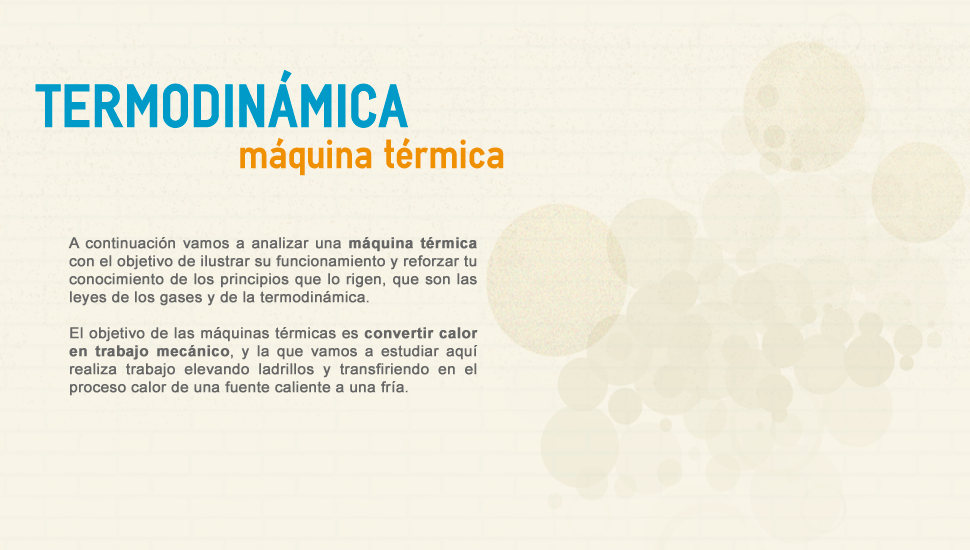 TERMODINÁMICA
máquina térmica
A continuación vamos a analizar una máquina térmica
con el objetivo de ilustrar su funcionamiento y reforzar tu
conocimiento de los principios que lo rigen, que son las
leyes de los gases y de la termodinámica.
El objetivo de las máquinas térmicas es convertir calor
en trabajo mecánico, y la que vamos a estudiar aquí
realiza trabajo elevando ladrillos y transfiriendo en el
proceso calor de una fuente caliente a una fría.